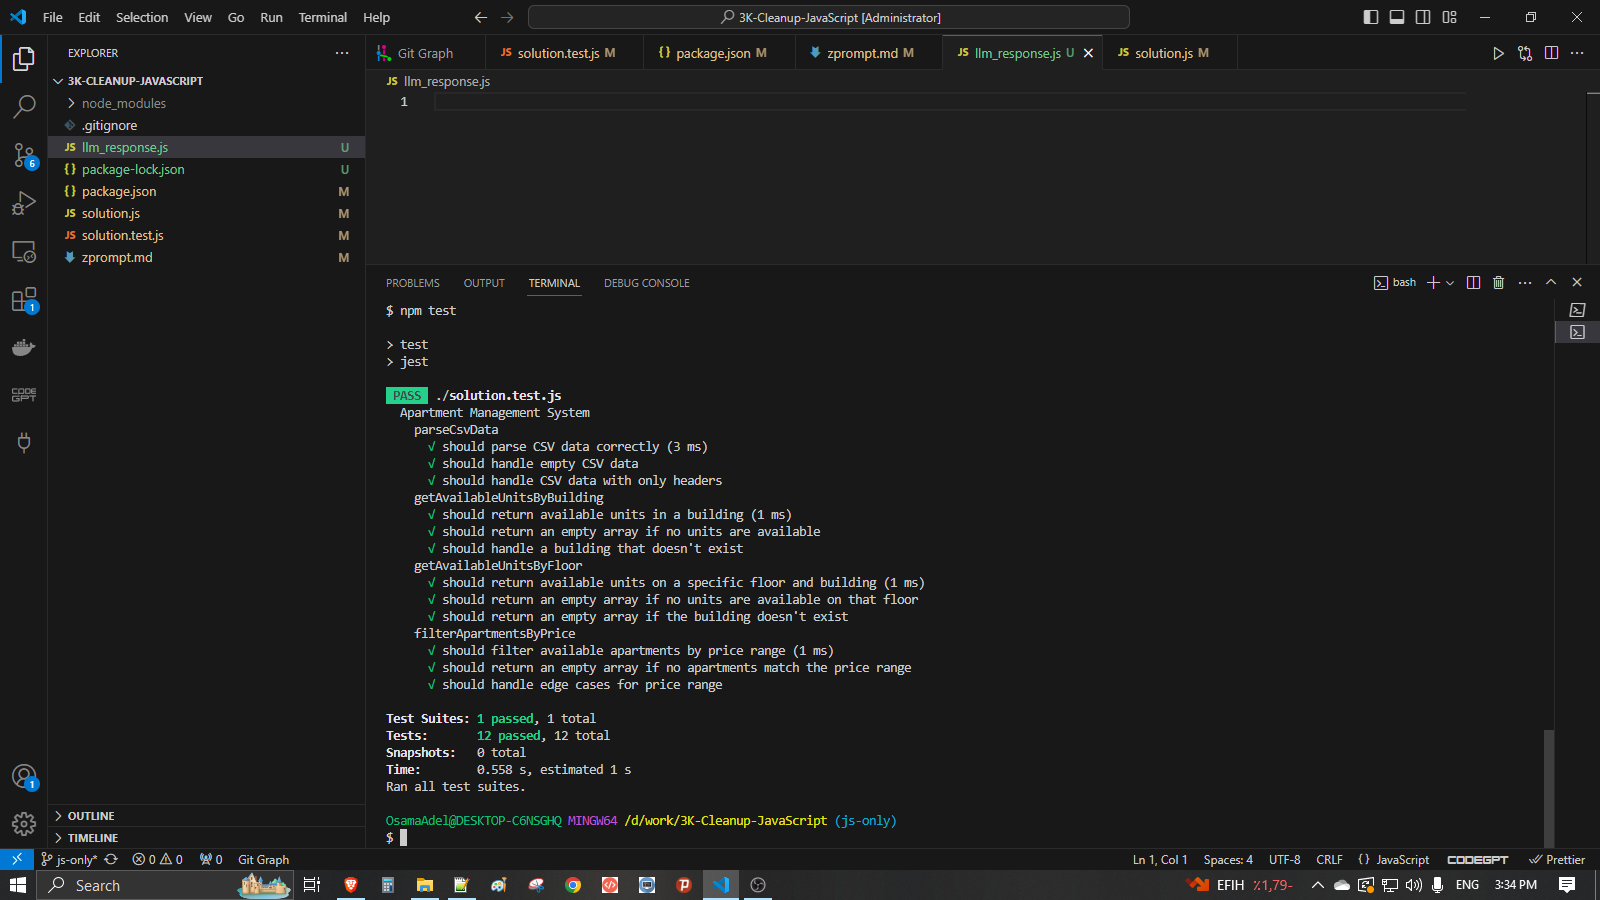 File Edit Selection View Go Run Terminal Help
3K-Cleanup-JavaScript [Administrator]
EXPLORER
3K-CLEANUP-JAVASCRIPT
node_modules
.gitignore
JS llm_response.js U
{} package-lock.json U
{} package.json M
JS solution.js M
JS solution.test.js M
zprompt.md M
OUTLINE
TIMELINE
6
1
CODE GPT
1
Git Graph
JS solution.test.js M
{} package.json M
zprompt.md M
JS llm_response.js U
JS solution.js M
JS llm_response.js
1
PROBLEMS OUTPUT TERMINAL DEBUG CONSOLE
bash
$ npm test
> test
> jest
PASS ./solution.test.js
Apartment Management System
parseCsvData
√ should parse CSV data correctly (3 ms)
√ should handle empty CSV data
√ should handle CSV data with only headers
getAvailableUnitsByBuilding
√ should return available units in a building (1 ms)
√ should return an empty array if no units are available
√ should handle a building that doesn't exist
getAvailableUnitsByFloor
√ should return available units on a specific floor and building (1 ms)
√ should return an empty array if no units are available on that floor
√ should return an empty array if the building doesn't exist
filterApartmentsByPrice
√ should filter available apartments by price range (1 ms)
√ should return an empty array if no apartments match the price range
√ should handle edge cases for price range
Test Suites: 1 passed, 1 total
Tests: 12 passed, 12 total
Snapshots: 0 total
Time: 0.558 s, estimated 1 s
Ran all test suites.
OsamaAdel@DESKTOP-C6NSGHQ MINGW64 /d/work/3K-Cleanup-JavaScript (js-only)
$
js-only* 0 0 0 Git Graph
Ln 1, Col 1 Spaces: 4 UTF-8 CRLF {} JavaScript CODEGPT Prettier
Search
EFIH ٪1,79- ENG 3:34 PM